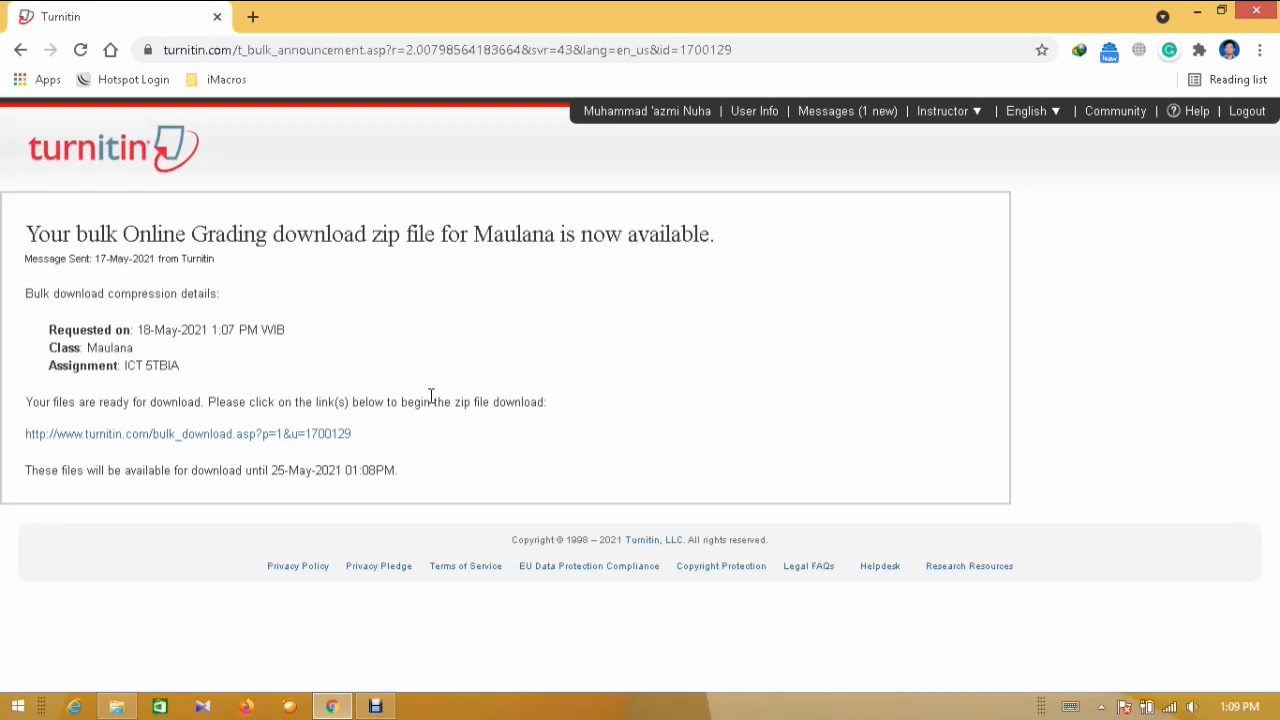 Turnitin
turnitin.com/t_bulk_announcement.asp?r=2.00798564183664&svr=43&lang=en_us&id=1700129
New
Apps Hotspot Login iMacros Reading list
Muhammad 'azmi Nuha | User Info | Messages (1 new) | Instructor ▼ | English ▼ | Community | ? Help | Logout
turnitin
Your bulk Online Grading download zip file for Maulana is now available.
Message Sent: 17-May-2021 from Turnitin
Bulk download compression details:
Requested on: 18-May-2021 1:07 PM WIB
Class: Maulana
Assignment: ICT 5TBIA
Your files are ready for download. Please click on the link(s) below to begin the zip file download:
http://www.turnitin.com/bulk_download.asp?p=1&u=1700129
These files will be available for download until 25-May-2021 01:08PM.
Copyright © 1998 – 2021 Turnitin, LLC. All rights reserved.
Privacy Policy Privacy Pledge Terms of Service EU Data Protection Compliance Copyright Protection Legal FAQs Helpdesk Research Resources
1:09 PM